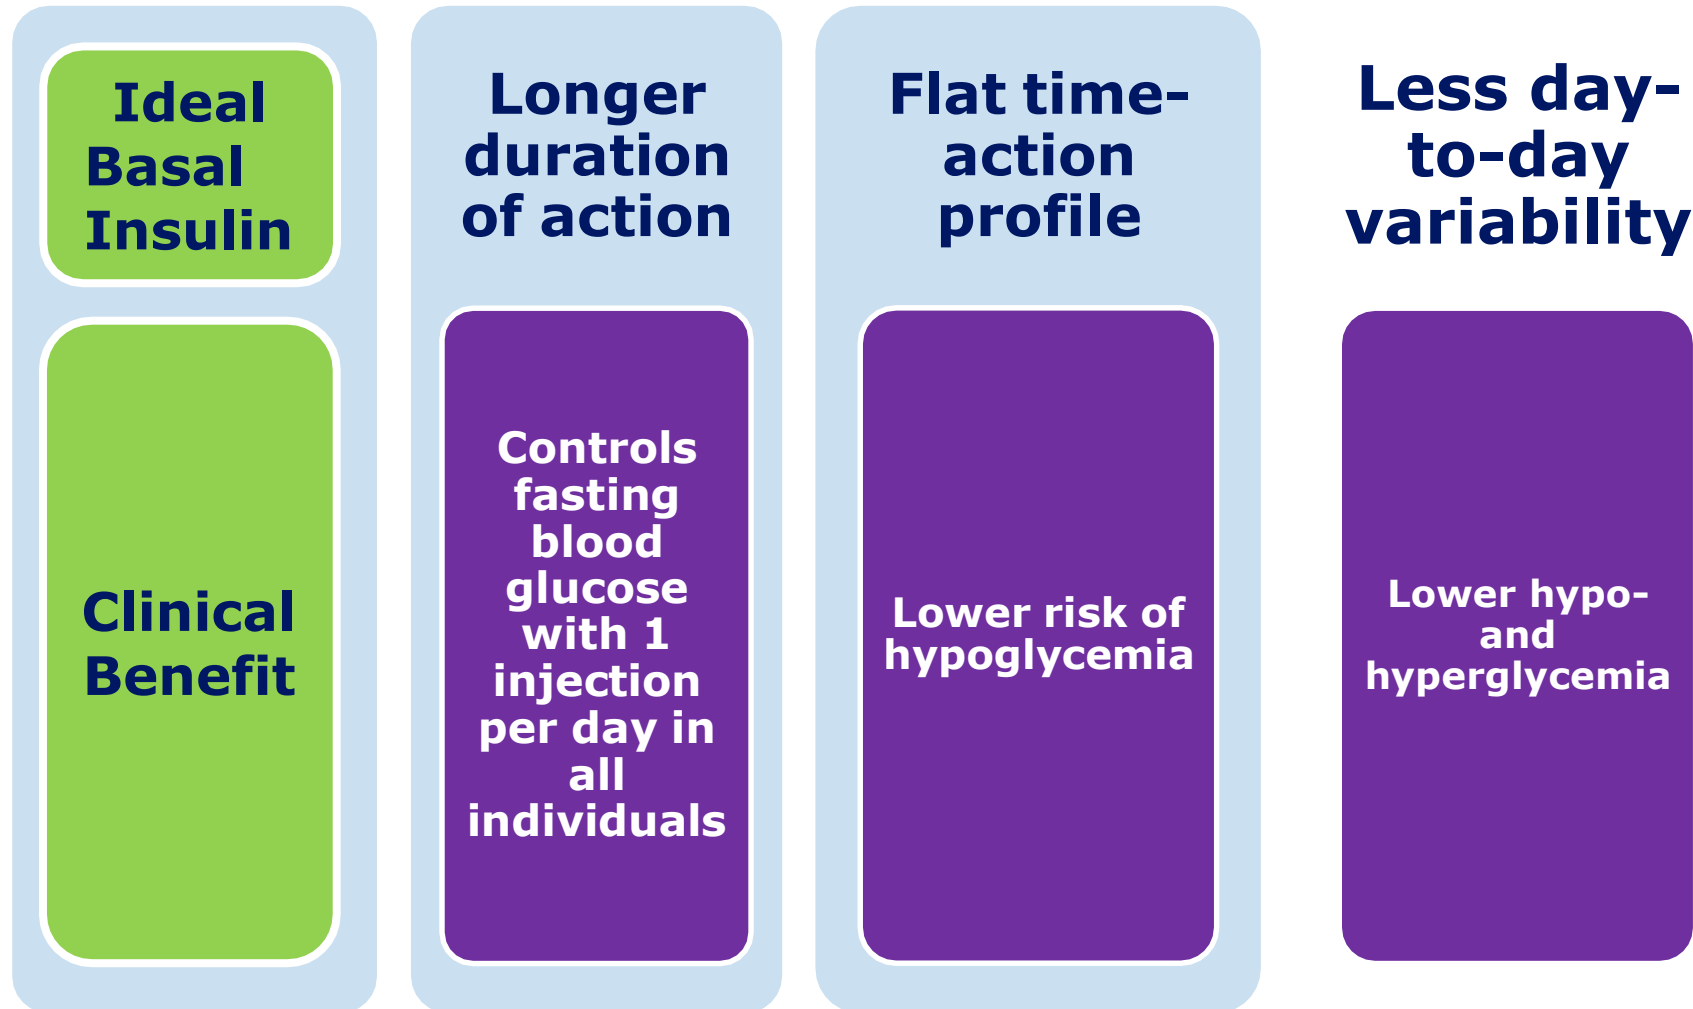 Ideal
Basal
Insulin
Clinical
Benefit
Longer
duration
of action
Controls
fasting
blood
glucose
with 1
injection
per day in
all
individuals
Flat time-
action
profile
Lower risk of
hypoglycemia
Less day-
to-day
variability
Lower hypo-
and
hyperglycemia